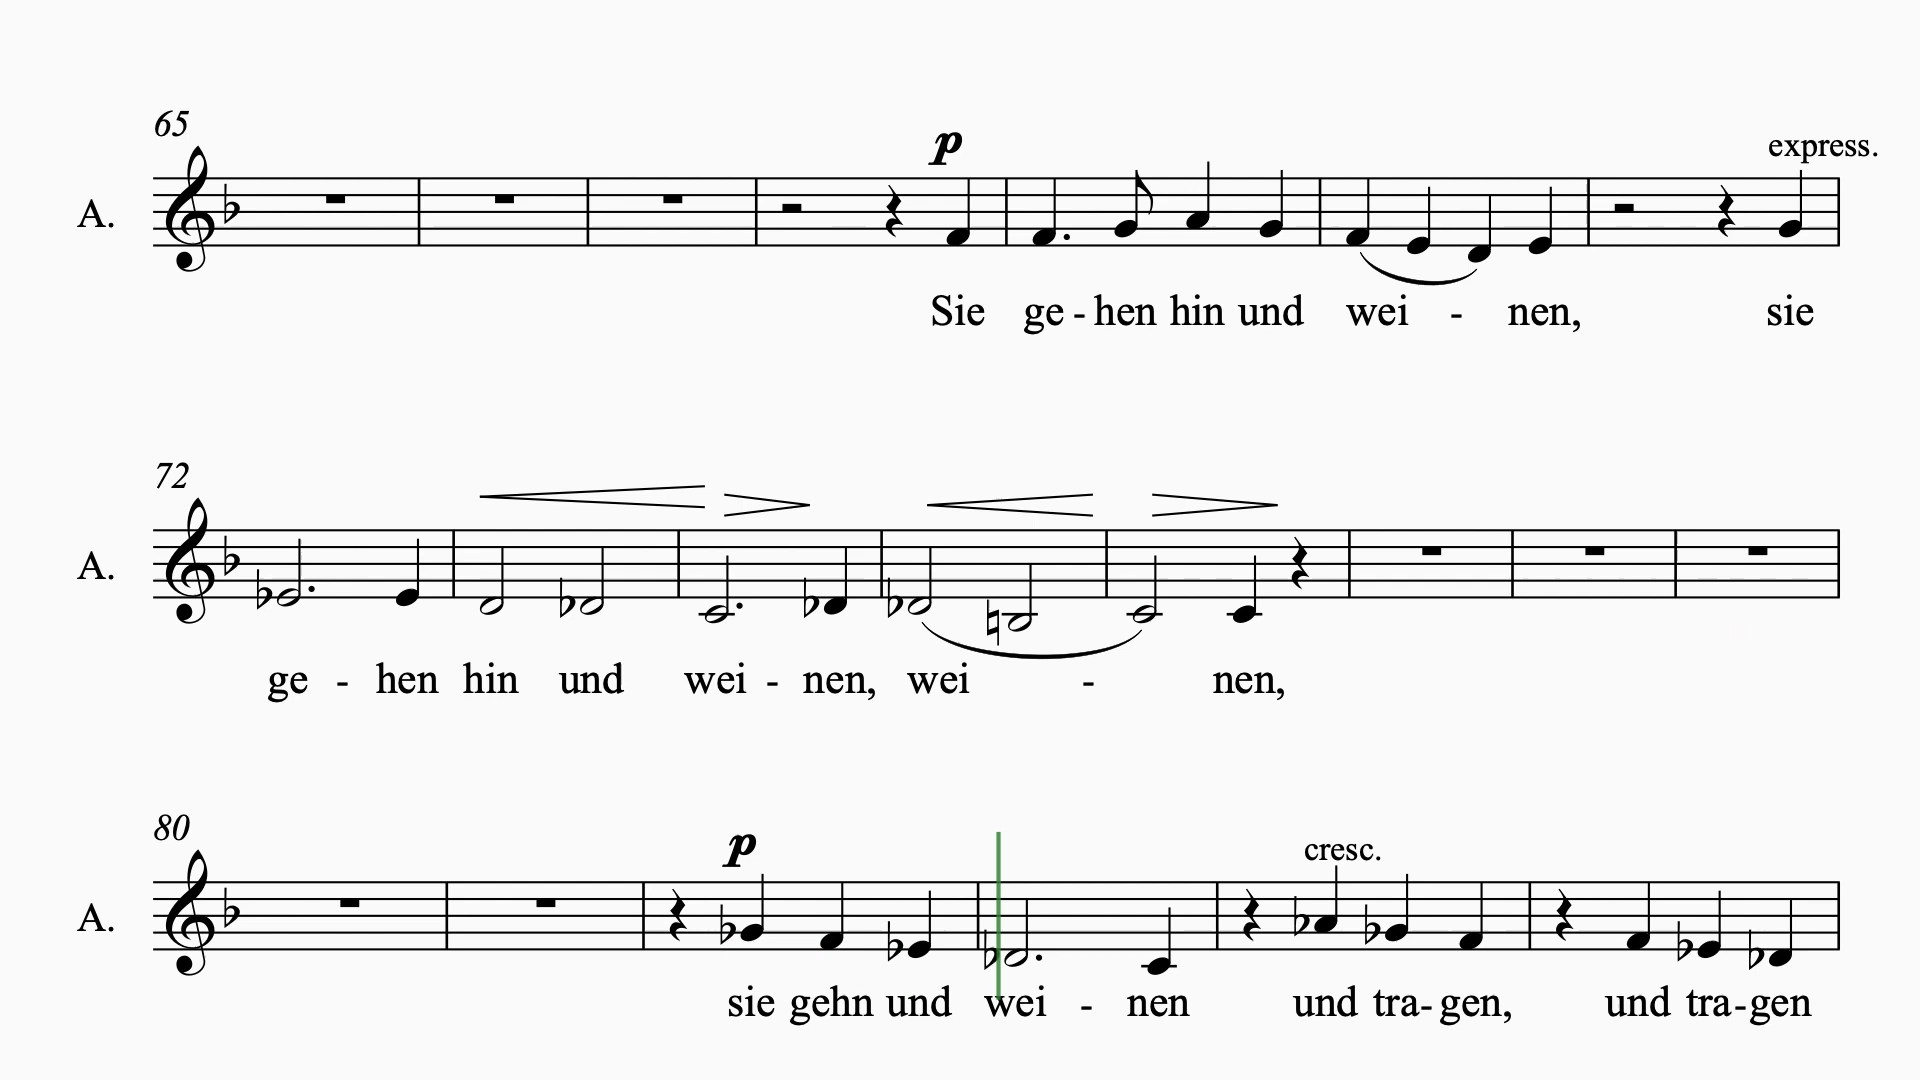 65
p
express.
A.
Sie ge - hen hin und wei - nen, sie
72
A.
ge - hen hin und wei - nen, wei - nen,
80
p
cresc.
A.
sie gehn und wei - nen und tra - gen, und tra - gen